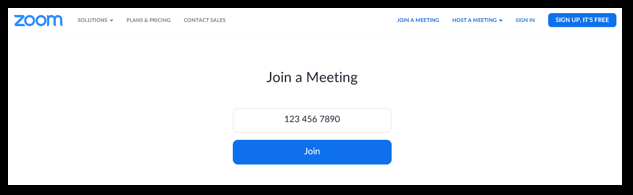 zoom SOLUTIONS PLANS & PRICING CONTACT SALES JOIN A MEETING HOST A MEETING SIGN IN SIGN UP, IT'S FREE
Join a Meeting
123 456 7890
Join